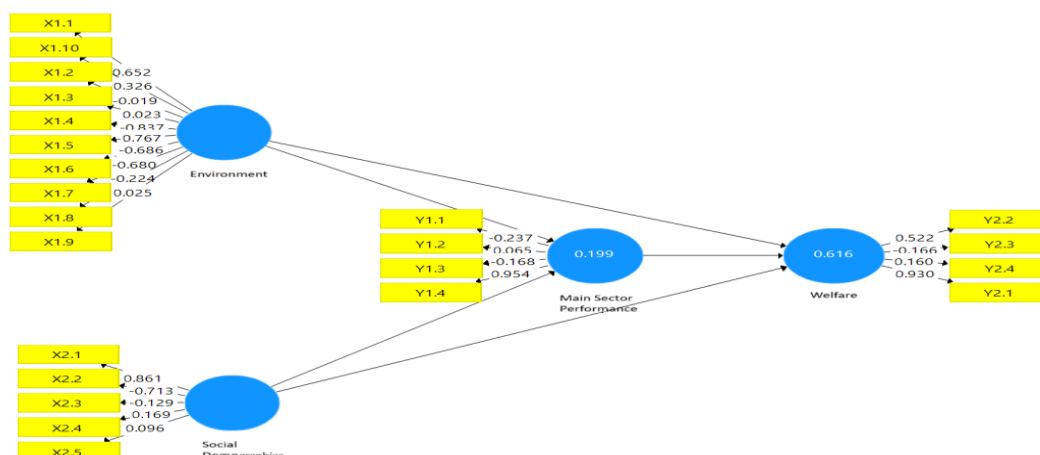 X1.1
X1.10
X1.2
X1.3
X1.4
X1.5
X1.6
X1.7
X1.8
X1.9
0.652
0.326
-0.019
0.023
-0.837
-0.767
-0.686
-0.680
-0.224
0.025
Environment
Y1.1
Y1.2
Y1.3
Y1.4
-0.237
0.065
-0.168
0.954
0.199
Main Sector
Performance
0.616
Welfare
0.522
-0.166
0.160
0.930
Y2.2
Y2.3
Y2.4
Y2.1
X2.1
X2.2
X2.3
X2.4
X2.5
0.861
-0.713
-0.129
0.169
0.096
Social